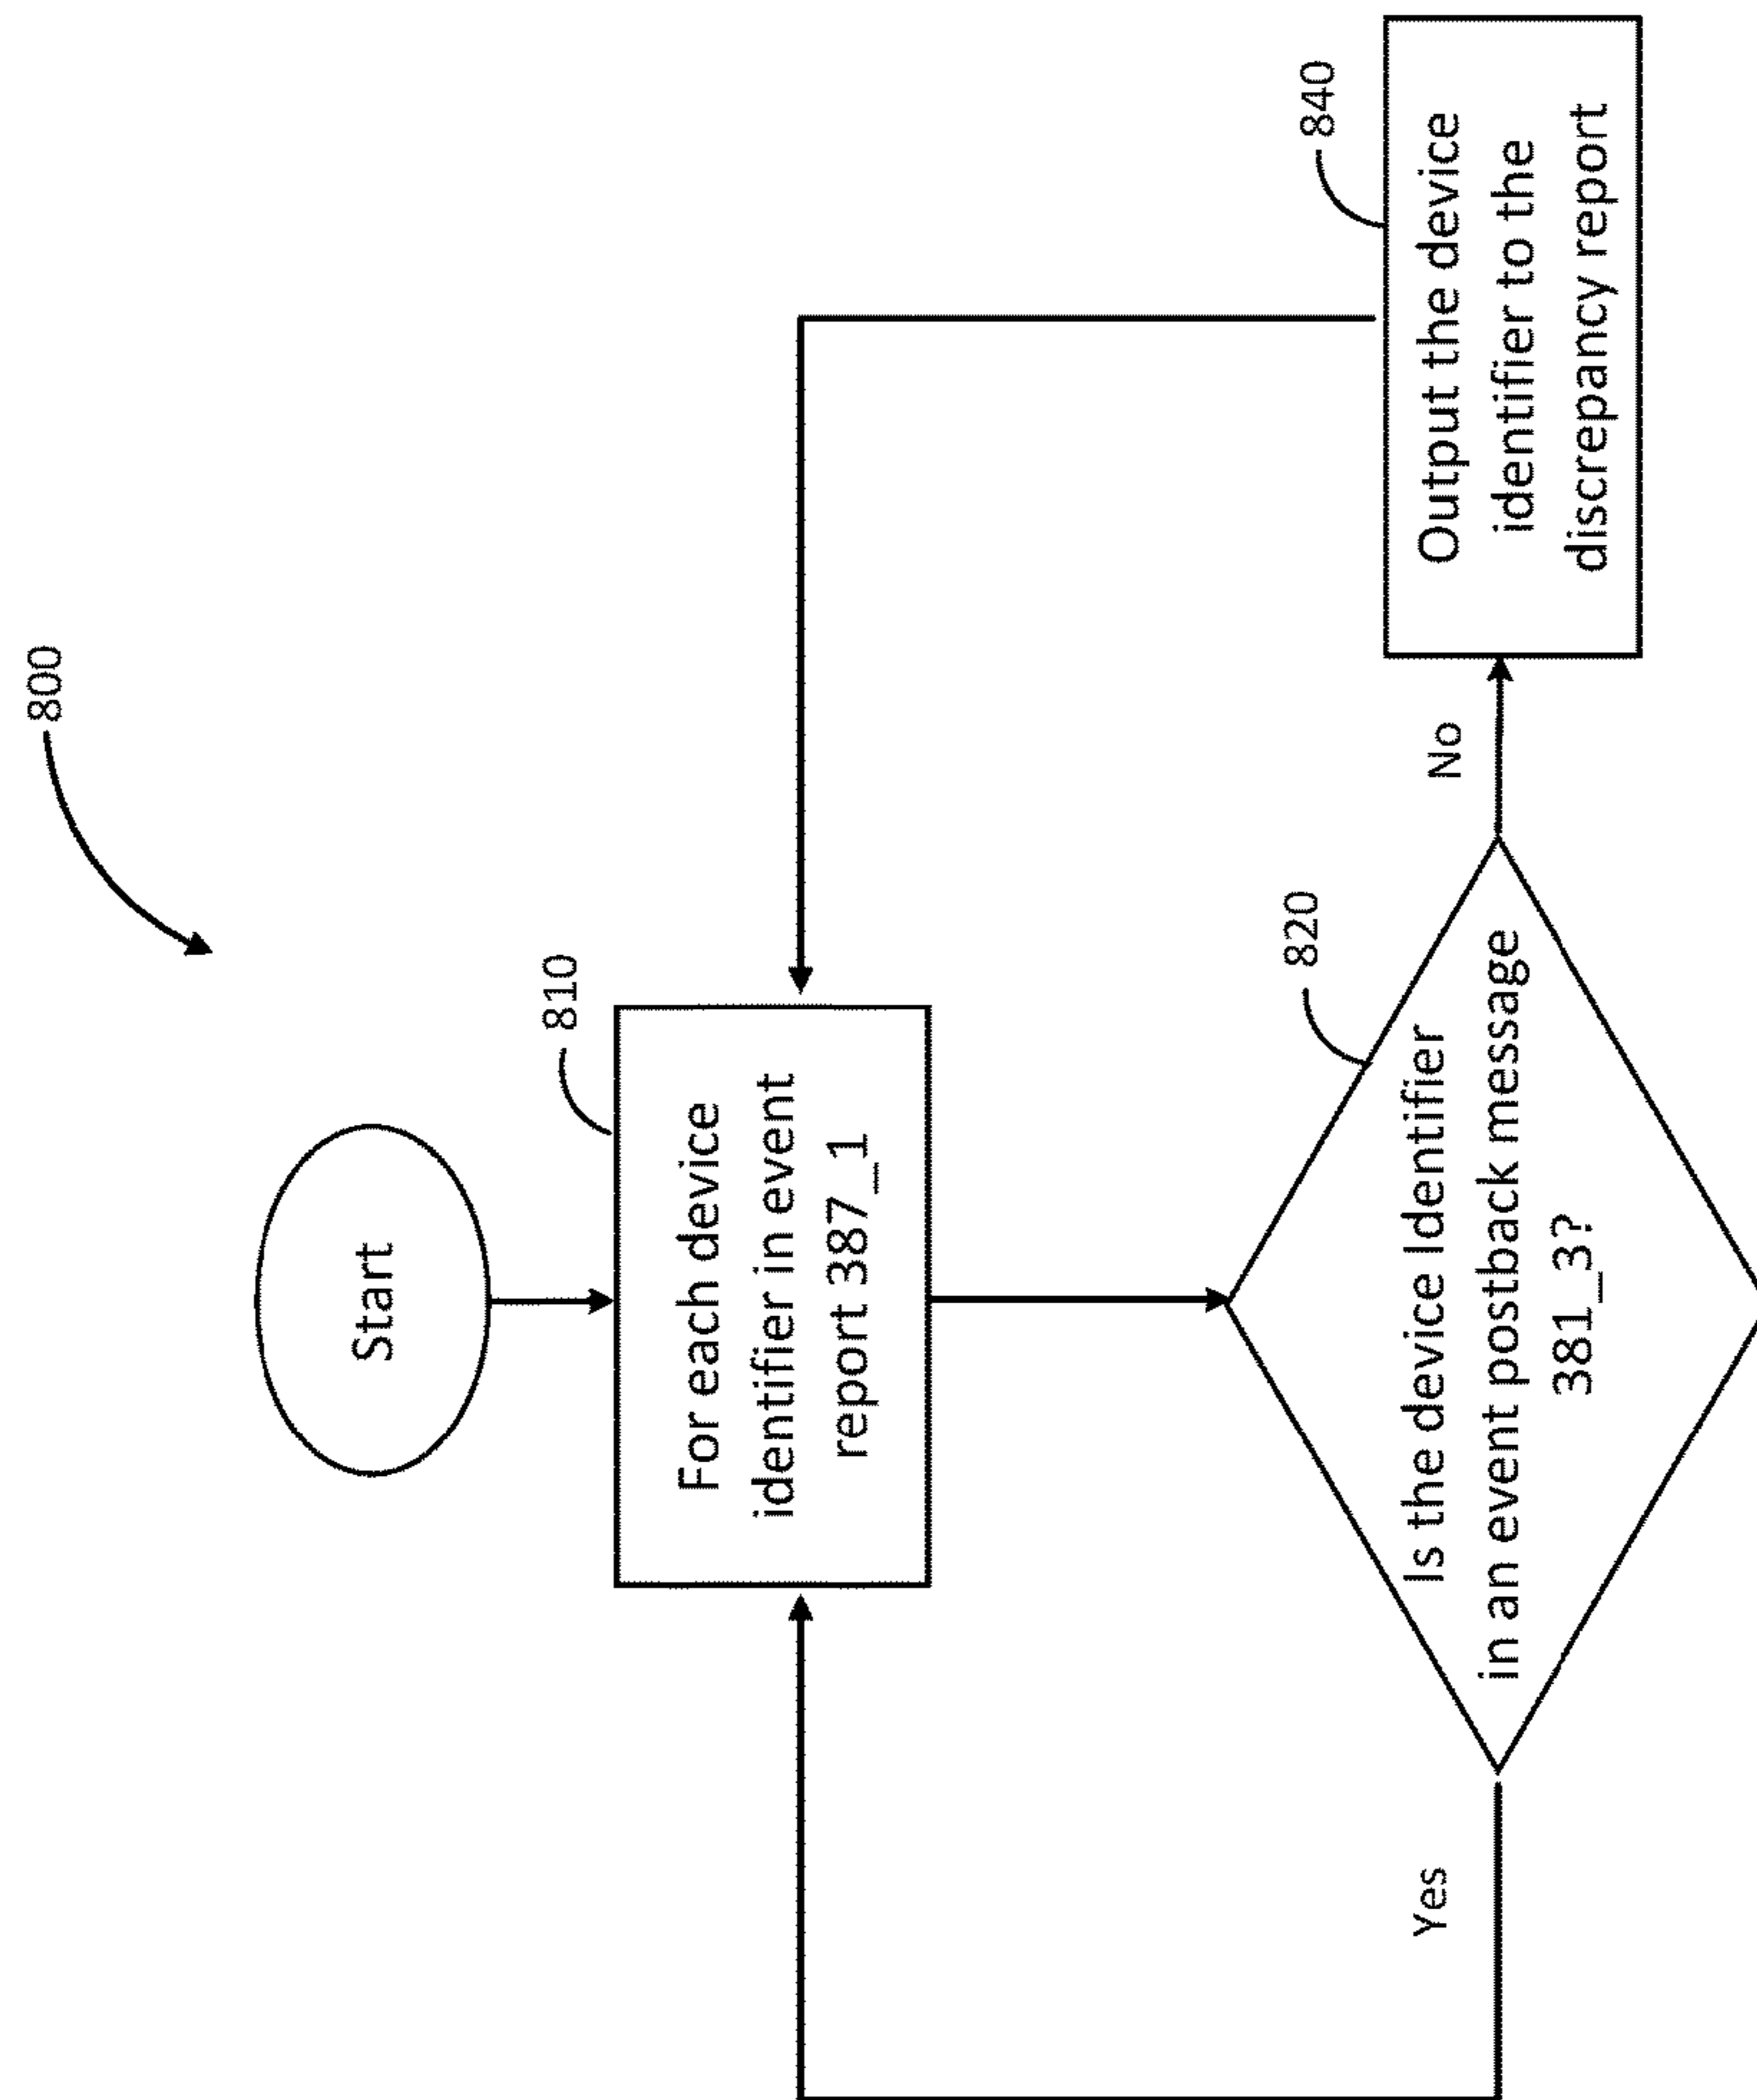 800
Start
810
For each device
identifier in event
report 387_1
820
Is the device Identifier
in an event postback message
381_3?
Yes
No
840
Output the device
identifier to the
discrepancy report